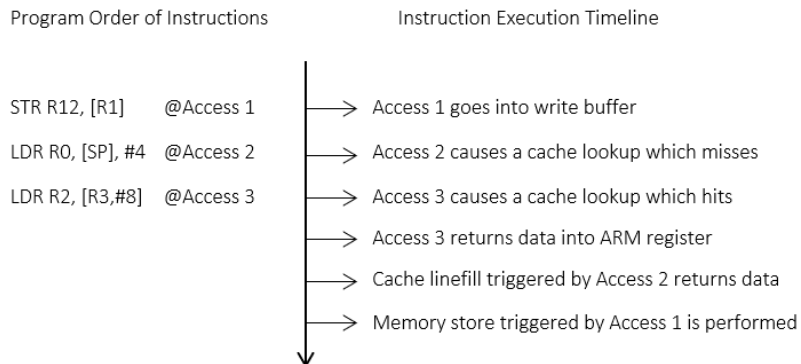 Program Order of Instructions Instruction Execution Timeline
STR R12, [R1] @Access 1 Access 1 goes into write buffer
LDR R0, [SP], #4 @Access 2 Access 2 causes a cache lookup which misses
LDR R2, [R3,#8] @Access 3 Access 3 causes a cache lookup which hits
Access 3 returns data into ARM register
Cache linefill triggered by Access 2 returns data
Memory store triggered by Access 1 is performed